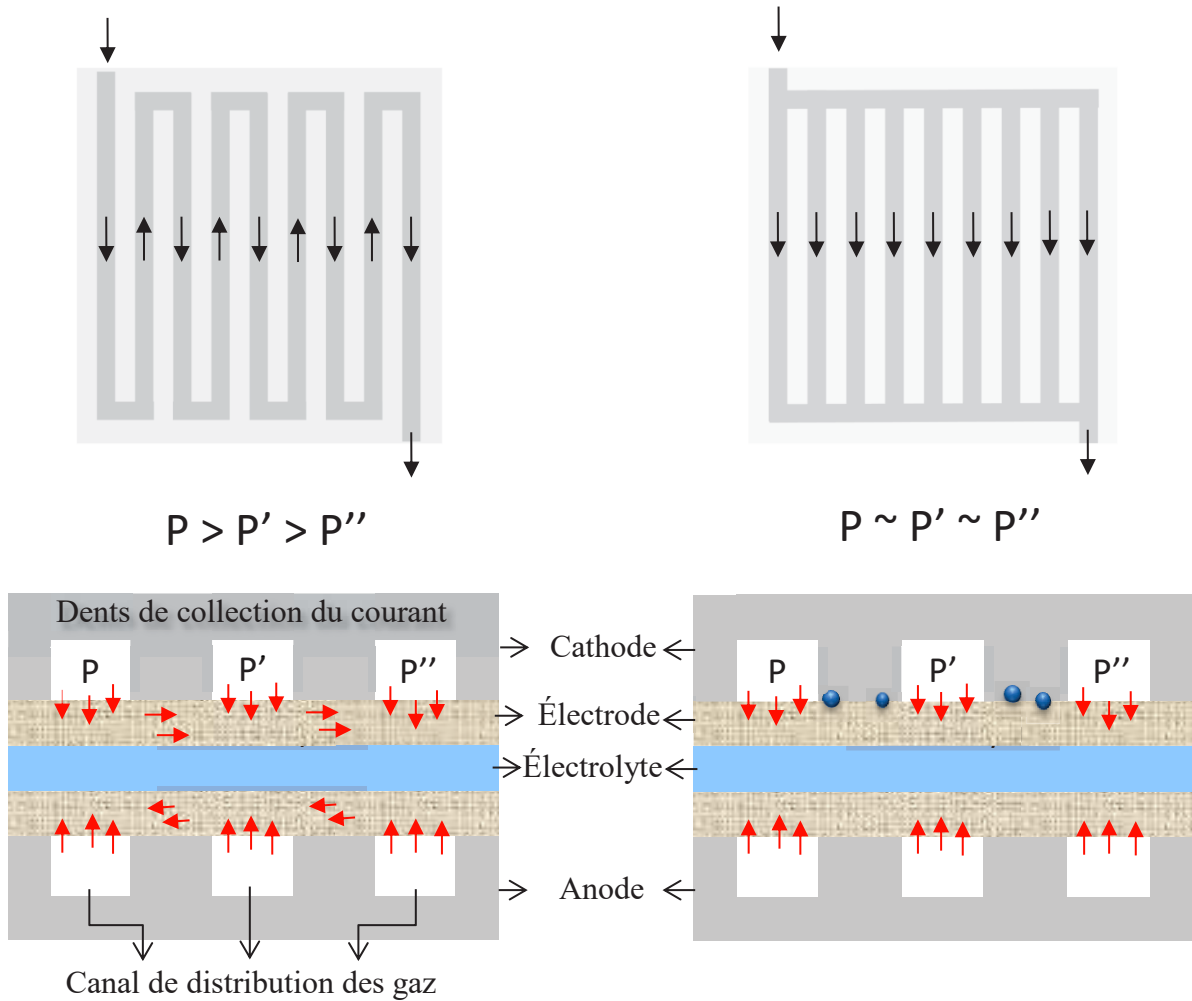 P > P’ > P’’
P ~ P’ ~ P’’
Dents de collection du courant
P P’ P’’
Cathode
P P’ P’’
Électrode
Électrolyte
Anode
Canal de distribution des gaz